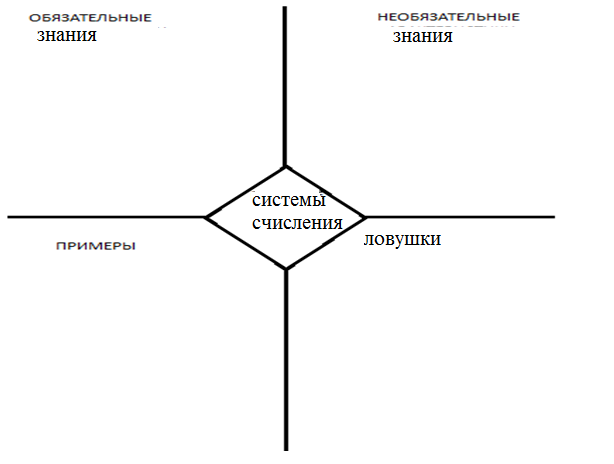 ОБЯЗАТЕЛЬНЫЕ
знания
НЕОБЯЗАТЕЛЬНЫЕ
знания
системы
счисления
ПРИМЕРЫ
ловушки